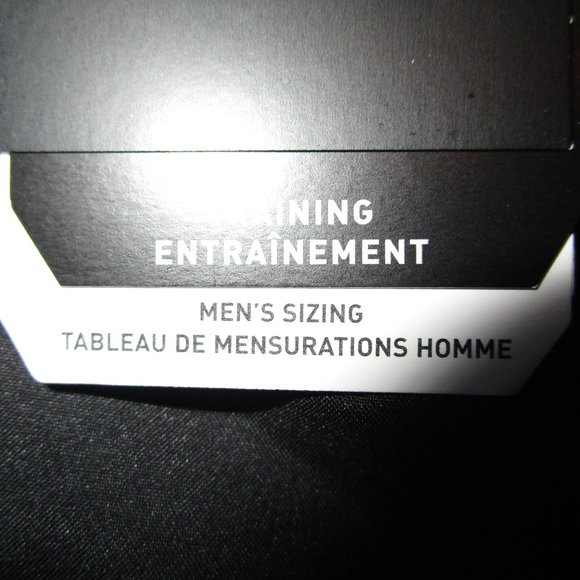 ENTRAÎNEMENT
MEN'S SIZING
TABLEAU DE MENSURATIONS HOMME